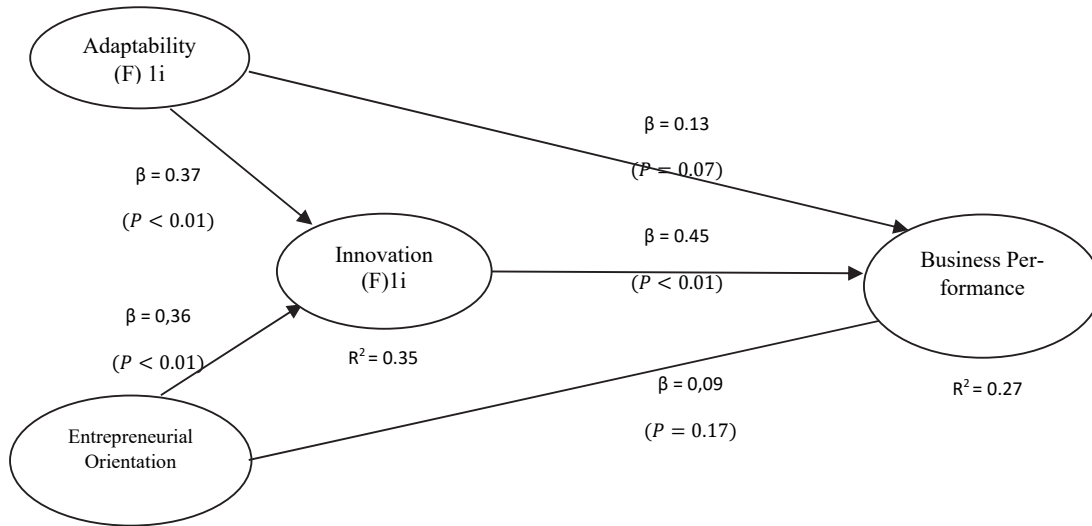 Adaptability
(F) 1i
β = 0.13
(P = 0.07)
β = 0.37
(P < 0.01)
Innovation
(F)1i
β = 0.45
(P < 0.01)
Business Per-
formance
β = 0,36
(P < 0.01)
R² = 0.35
β = 0,09
(P = 0.17)
R² = 0.27
Entrepreneurial
Orientation